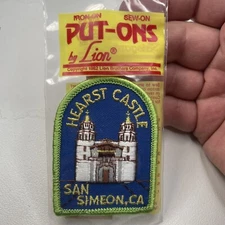 IRON-ON SEW-ON
PUT-ONS
by Lion®
HEARST CASTLE
SAN
SIMEON, CA